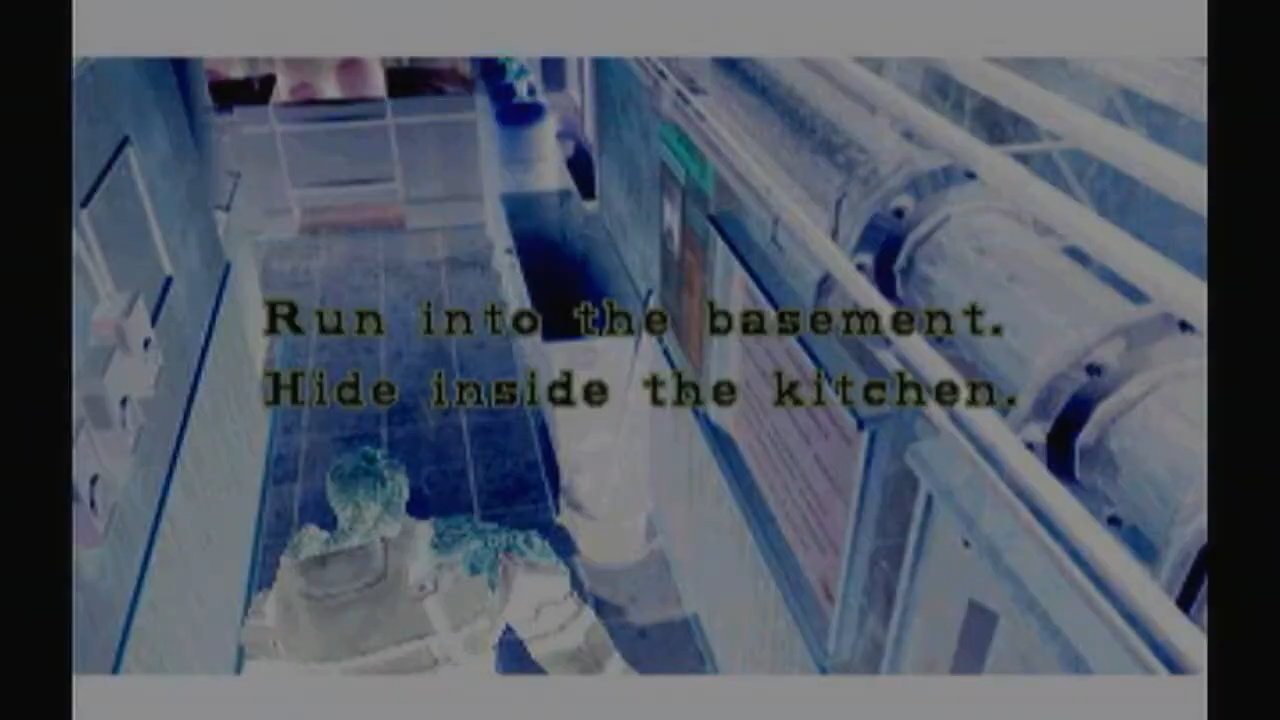 Run into the basement.
Hide inside the kitchen.